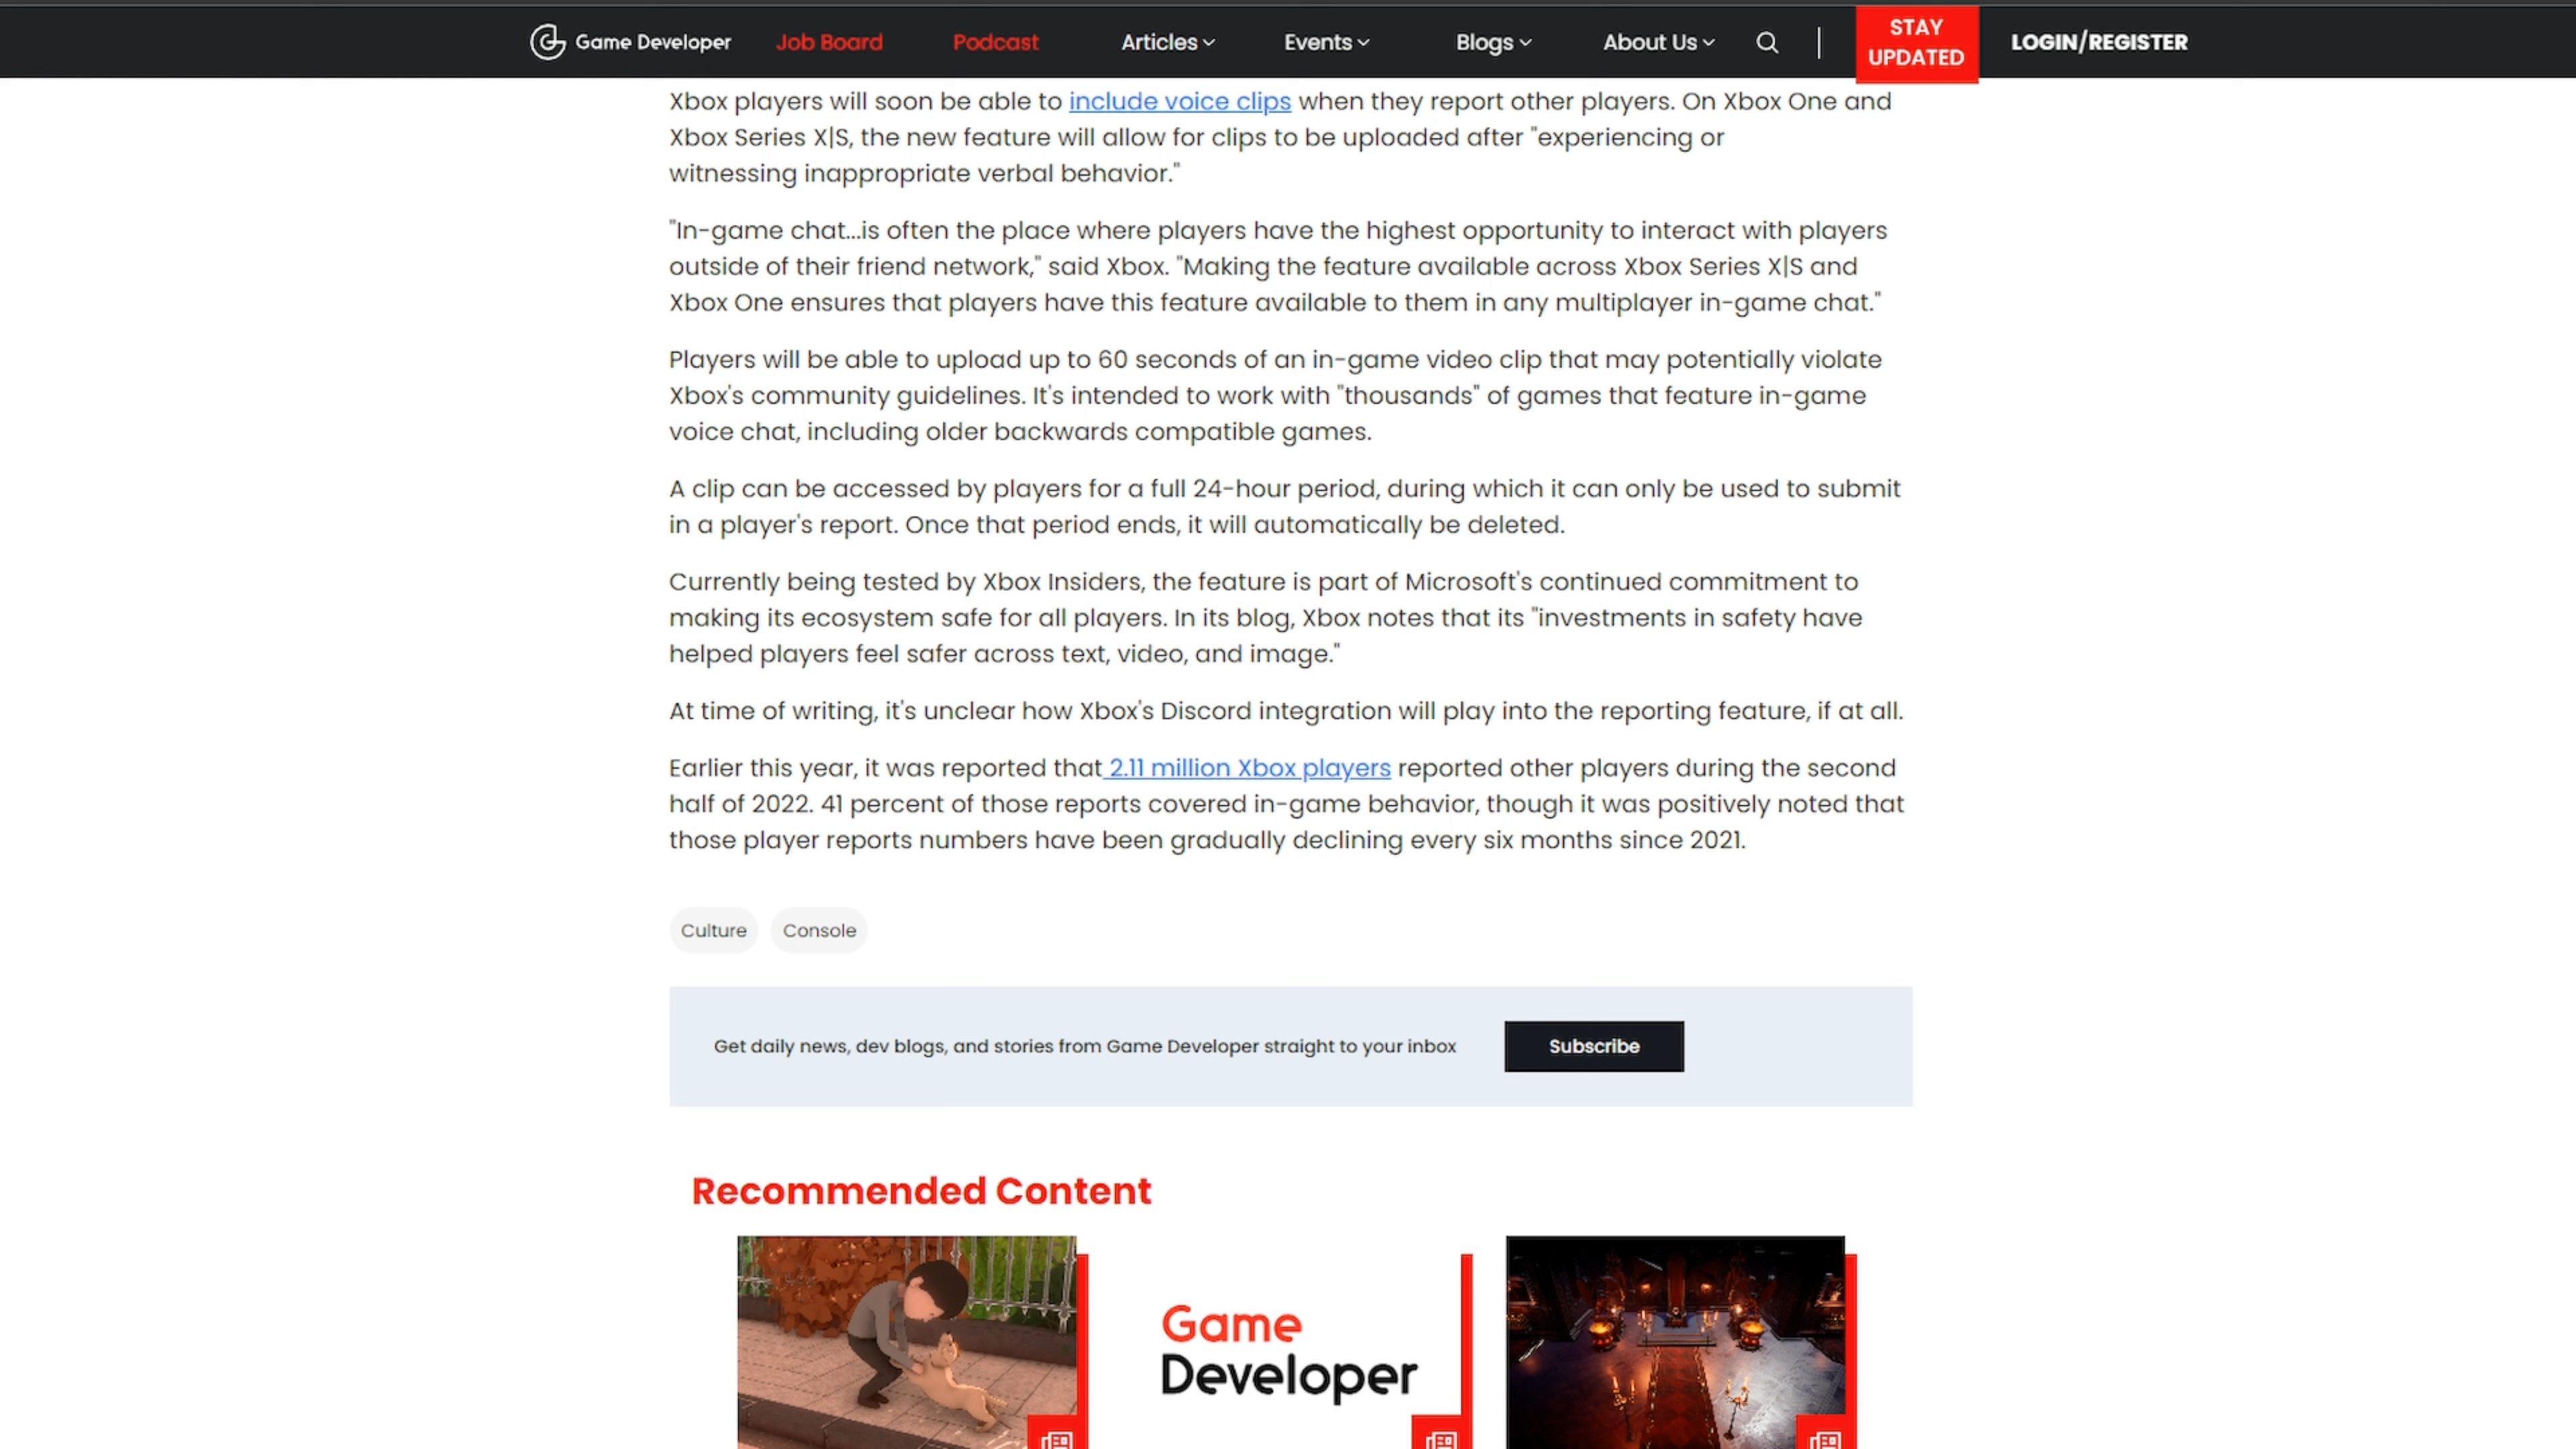 Game Developer Job Board Podcast Articles Events Blogs About Us STAY UPDATED LOGIN/REGISTER
Xbox players will soon be able to include voice clips when they report other players. On Xbox One and
Xbox Series X|S, the new feature will allow for clips to be uploaded after "experiencing or
witnessing inappropriate verbal behavior."
"In-game chat...is often the place where players have the highest opportunity to interact with players
outside of their friend network," said Xbox. "Making the feature available across Xbox Series X|S and
Xbox One ensures that players have this feature available to them in any multiplayer in-game chat."
Players will be able to upload up to 60 seconds of an in-game video clip that may potentially violate
Xbox's community guidelines. It's intended to work with "thousands" of games that feature in-game
voice chat, including older backwards compatible games.
A clip can be accessed by players for a full 24-hour period, during which it can only be used to submit
in a player's report. Once that period ends, it will automatically be deleted.
Currently being tested by Xbox Insiders, the feature is part of Microsoft's continued commitment to
making its ecosystem safe for all players. In its blog, Xbox notes that its "investments in safety have
helped players feel safer across text, video, and image."
At time of writing, it's unclear how Xbox's Discord integration will play into the reporting feature, if at all.
Earlier this year, it was reported that 2.11 million Xbox players reported other players during the second
half of 2022. 41 percent of those reports covered in-game behavior, though it was positively noted that
those player reports numbers have been gradually declining every six months since 2021.
Culture Console
Get daily news, dev blogs, and stories from Game Developer straight to your inbox Subscribe
Recommended Content
Game
Developer